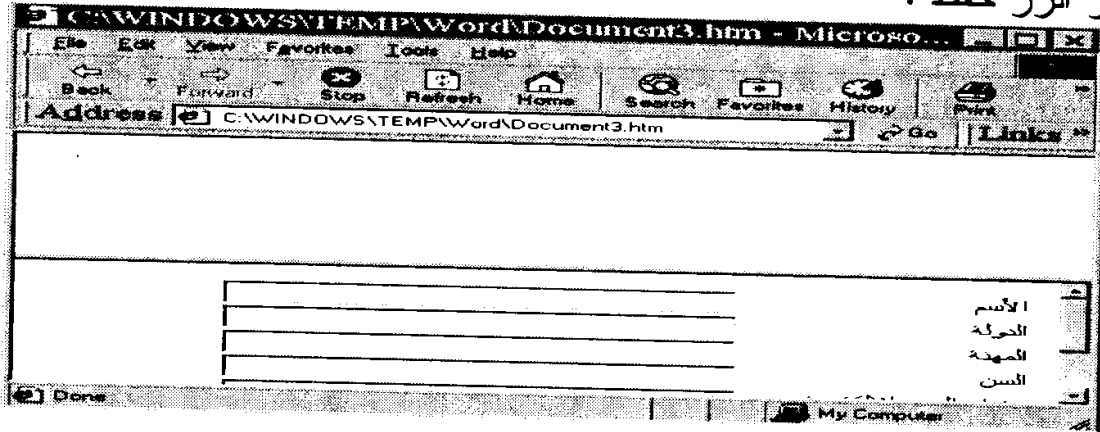 الزر
C:\WINDOWS\TEMP\Word\Document3.htm - Microso...
File Edit View Favorites Tools Help
Back Forward Stop Refresh Home Search Favorites History Print
Address C:\WINDOWS\TEMP\Word\Document3.htm Go Links
الأسم
الدولة
المهنة
السن
Done My Computer